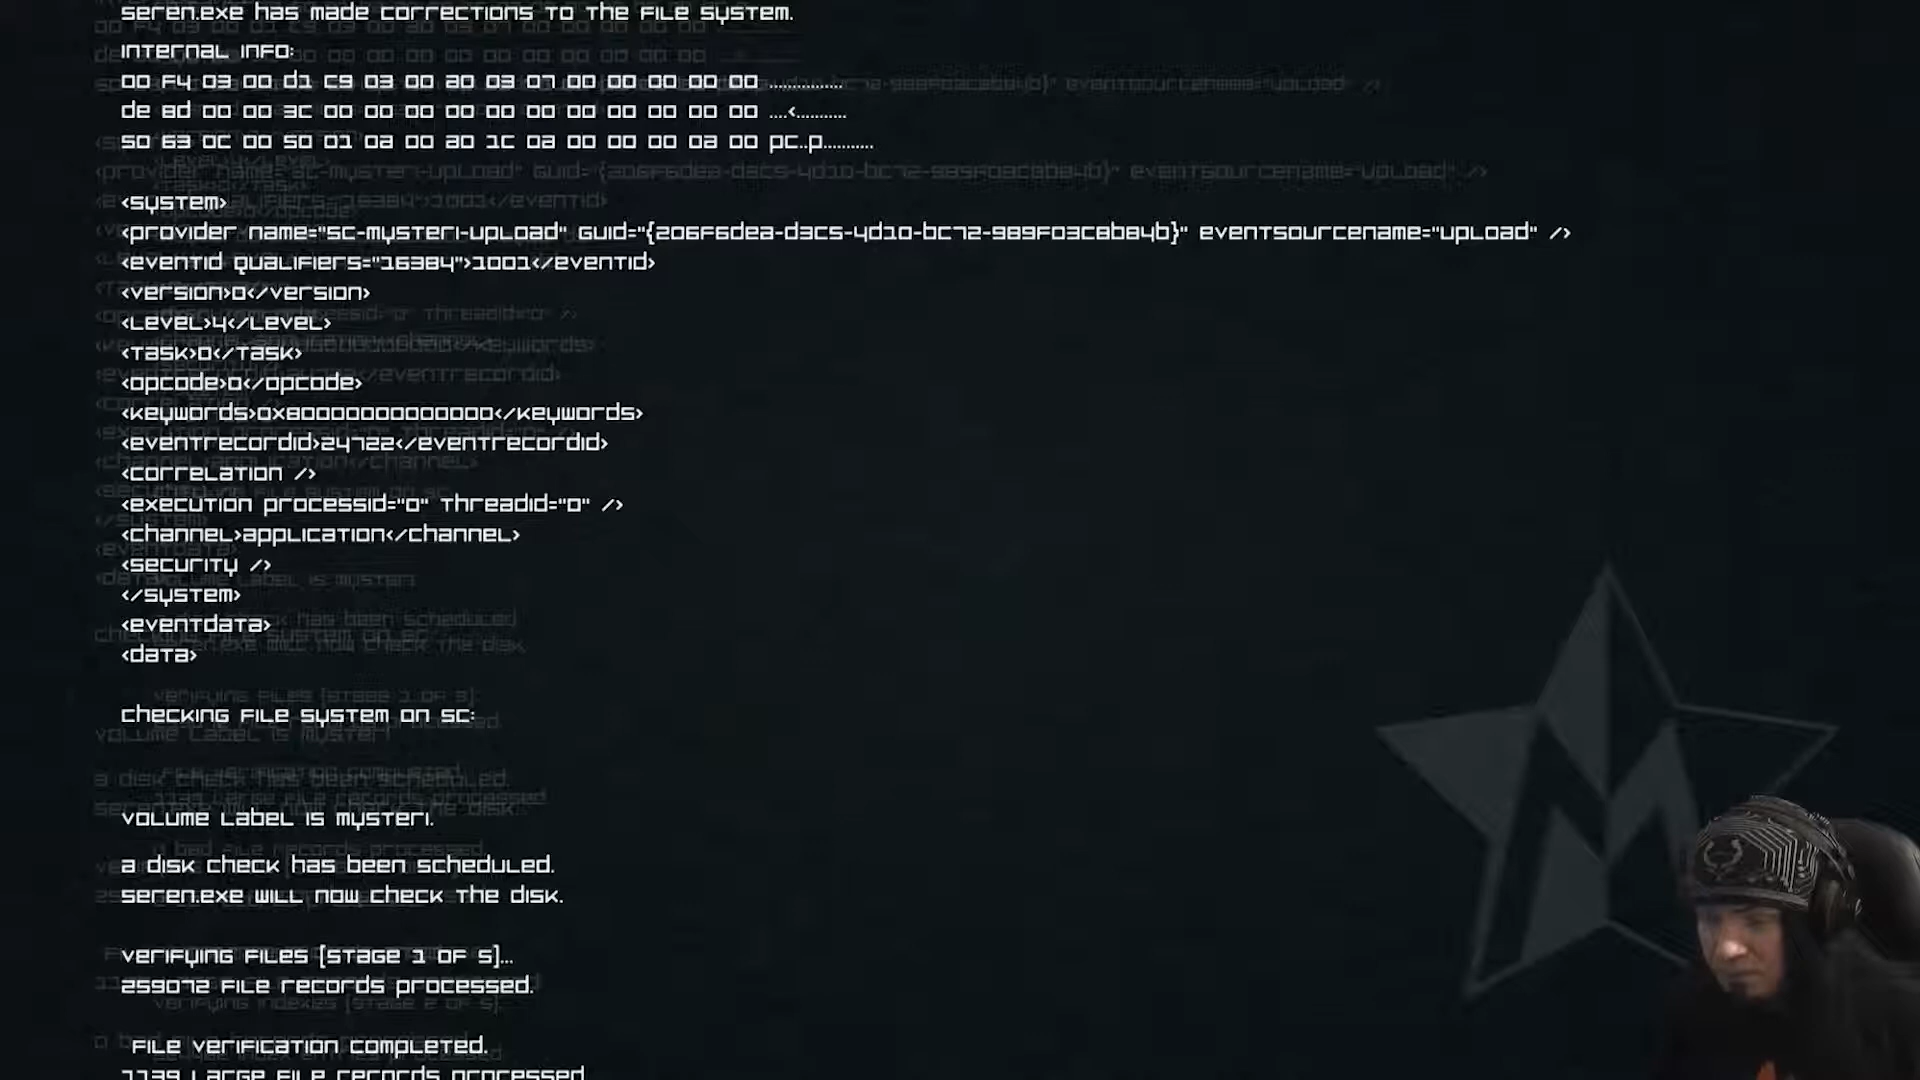 seren.exe has made corrections to the file system.
internal info:
00 f4 03 00 d1 c9 03 00 a0 03 07 00 00 00 00 00 ................
de 8d 00 00 3c 00 00 00 00 00 00 00 00 00 00 00 ....<...........
50 63 0c 00 50 01 0a 00 a0 1c 0a 00 00 00 0a 00 pc..p...........
<system>
<provider name="sc-mysteri-upload" guid="{206f6dea-d3c5-4d10-bc72-989f03c8b84b}" eventsourcename="upload" />
<eventid qualifiers="16384">1001</eventid>
<version>0</version>
<level>4</level>
<task>0</task>
<opcode>0</opcode>
<keywords>0x80000000000000</keywords>
<eventrecordid>24722</eventrecordid>
<correlation />
<execution processid="0" threadid="0" />
<channel>application</channel>
<security />
</system>
<eventdata>
<data>
checking file system on sc:
volume label is mysteri.
a disk check has been scheduled.
seren.exe will now check the disk.
verifying files [stage 1 of 5]...
259072 file records processed.
file verification completed.
1139 large file records processed.
M